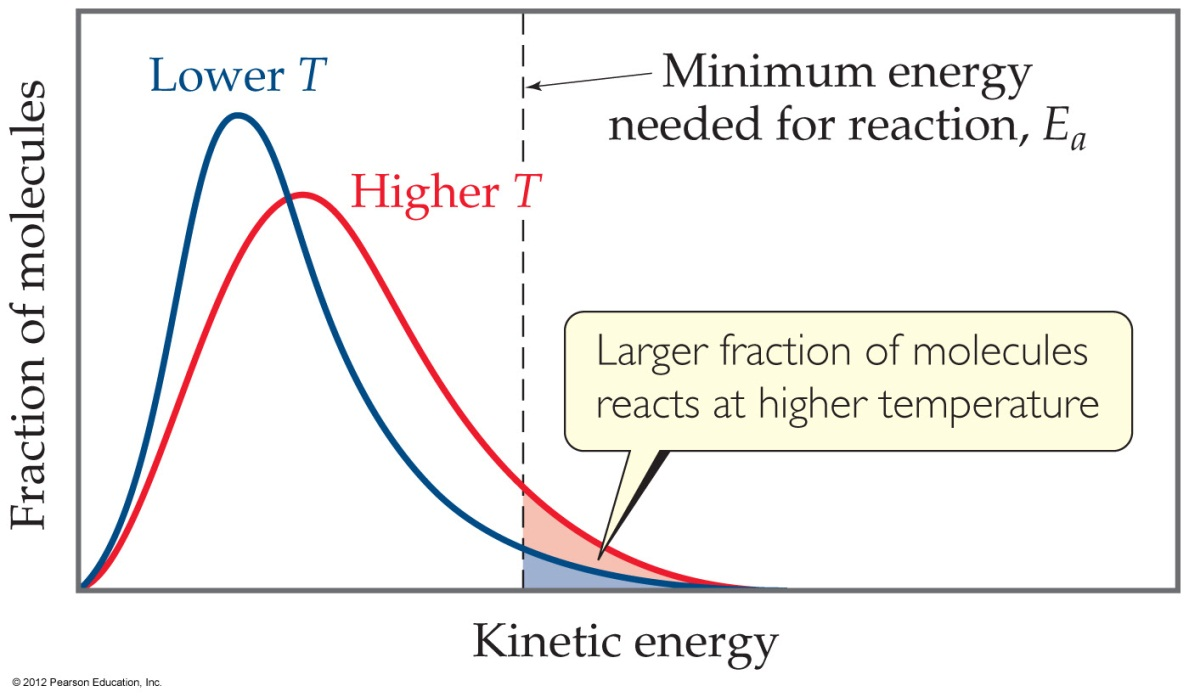 Lower T
Minimum energy
needed for reaction, Eₐ
Higher T
Larger fraction of molecules
reacts at higher temperature
Fraction of molecules
Kinetic energy
© 2012 Pearson Education, Inc.